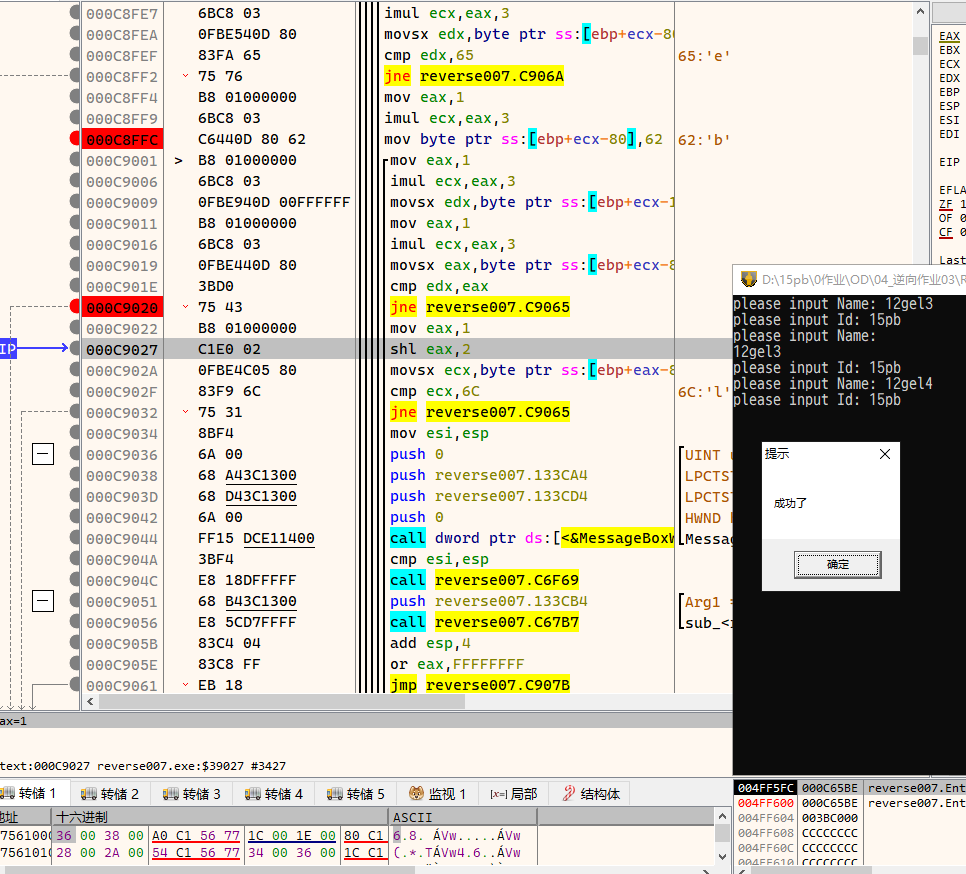 000C8FE7 6BC8 03 imul ecx,eax,3
000C8FEA 0FBE540D 80 movsx edx,byte ptr ss:[ebp+ecx-80
000C8FEF 83FA 65 cmp edx,65 65:'e'
000C8FF2 75 76 jne reverse007.C906A
000C8FF4 B8 01000000 mov eax,1
000C8FF9 6BC8 03 imul ecx,eax,3
000C8FFC C6440D 80 62 mov byte ptr ss:[ebp+ecx-80],62 62:'b'
000C9001 > B8 01000000 mov eax,1
000C9006 6BC8 03 imul ecx,eax,3
000C9009 0FBE940D 00FFFFFF movsx edx,byte ptr ss:[ebp+ecx-1
000C9011 B8 01000000 mov eax,1
000C9016 6BC8 03 imul ecx,eax,3
000C9019 0FBE440D 80 movsx eax,byte ptr ss:[ebp+ecx-8
000C901E 3BD0 cmp edx,eax
000C9020 75 43 jne reverse007.C9065
000C9022 B8 01000000 mov eax,1
IP 000C9027 C1E0 02 shl eax,2
000C902A 0FBE4C05 80 movsx ecx,byte ptr ss:[ebp+eax-8
000C902F 83F9 6C cmp ecx,6C 6C:'l'
000C9032 75 31 jne reverse007.C9065
000C9034 8BF4 mov esi,esp
000C9036 6A 00 push 0 UINT
000C9038 68 A43C1300 push reverse007.133CA4 LPCTST
000C903D 68 D43C1300 push reverse007.133CD4 LPCTST
000C9042 6A 00 push 0 HWND
000C9044 FF15 DCE11400 call dword ptr ds:[<&MessageBoxW Messag
000C904A 3BF4 cmp esi,esp
000C904C E8 18DFFFFF call reverse007.C6F69
000C9051 68 B43C1300 push reverse007.133CB4 Arg1 =
000C9056 E8 5CD7FFFF call reverse007.C67B7 sub_<
000C905B 83C4 04 add esp,4
000C905E 83C8 FF or eax,FFFFFFFF
000C9061 EB 18 jmp reverse007.C907B
EAX
EBX
ECX
EDX
EBP
ESP
ESI
EDI
EIP
EFLA
ZF 1
OF 0
CF 0
Last
D:\15pb\0作业\OD\04_逆向作业03\R
please input Name: 12gel3
please input Id: 15pb
please input Name:
12gel3
please input Id: 15pb
please input Name: 12gel4
please input Id: 15pb
提示
成功了
确定
ax=1
text:000C9027 reverse007.exe:$39027 #3427
转储 1 转储 2 转储 3 转储 4 转储 5 监视 1 [x=] 局部 结构体
地址 十六进制 ASCII
7561000 36 00 38 00 A0 C1 56 77 1C 00 1E 00 80 C1 6.8. ÁVw.....ÁVw
7561010 28 00 2A 00 54 C1 56 77 34 00 36 00 1C C1 (.*.TÁVw4.6..ÁVw
004FF5FC 000C65BE reverse007.Ent
004FF600 000C65BE reverse007.Ent
004FF604 003BC000
004FF608 CCCCCCCC
004FF60C CCCCCCCC
004FF610 CCCCCCCC